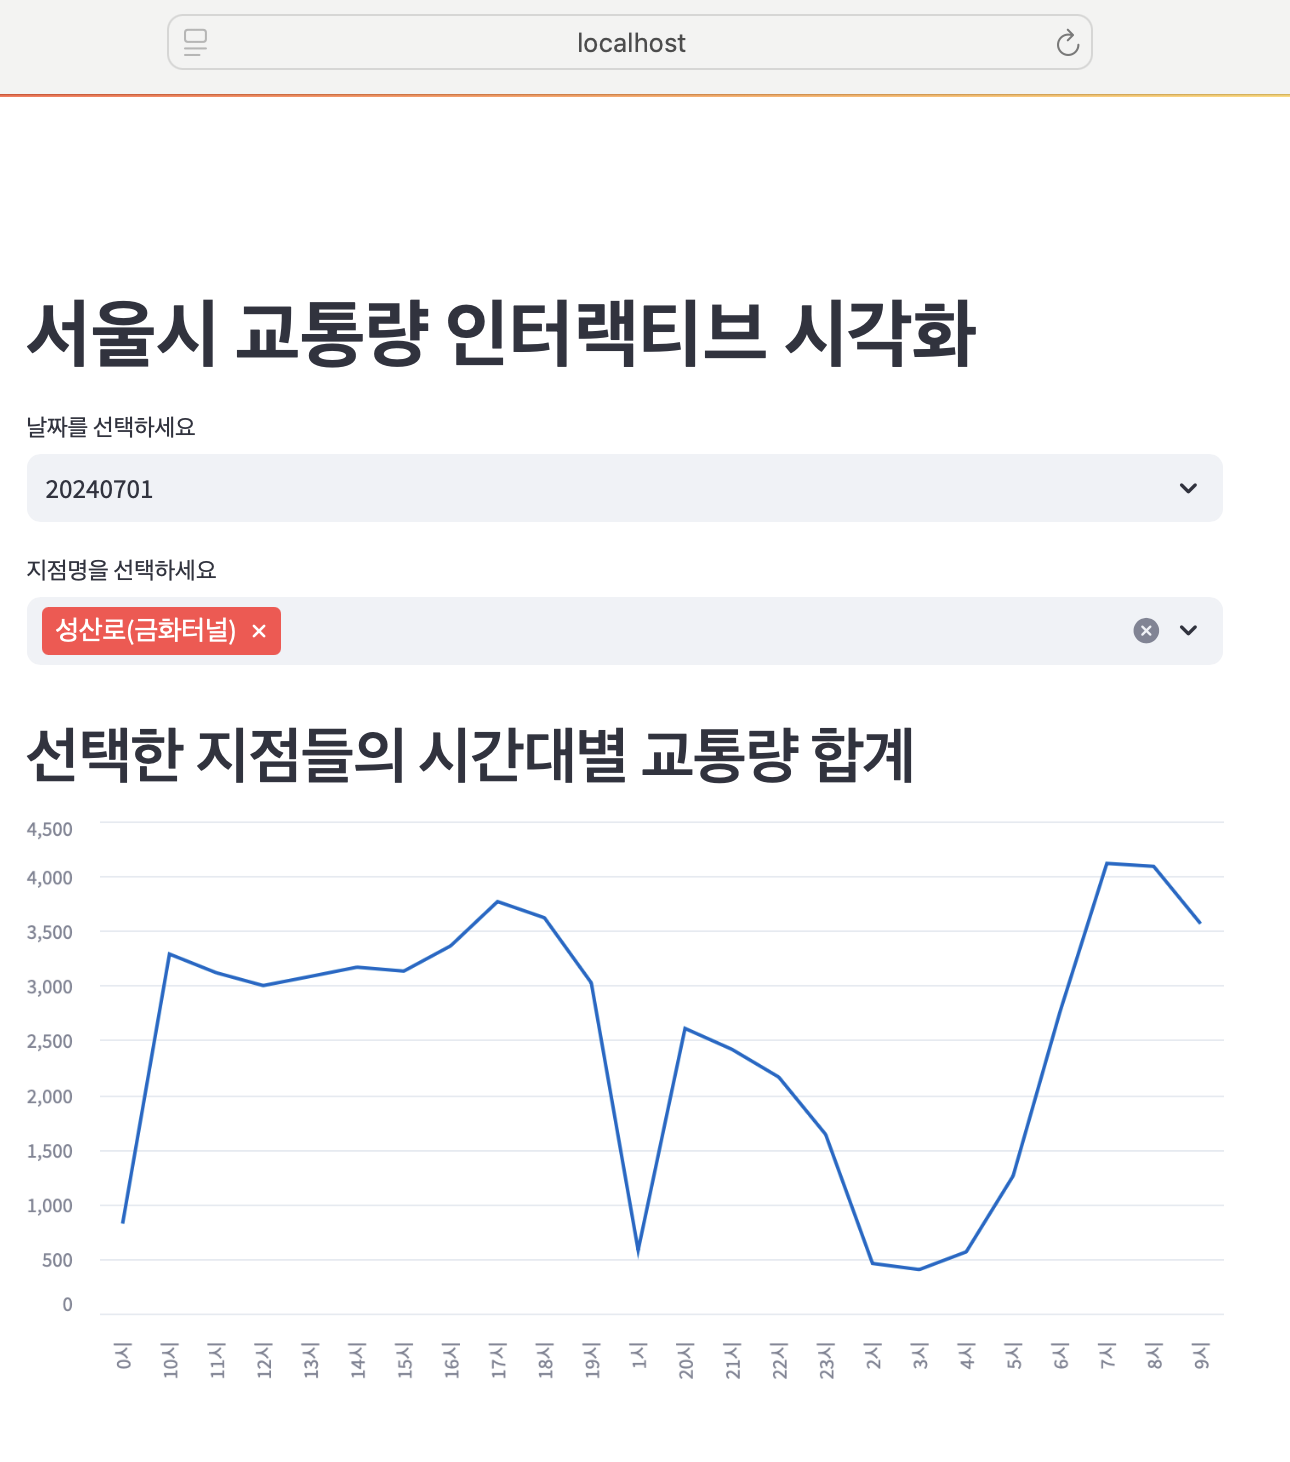 localhost
서울시 교통량 인터랙티브 시각화
날짜를 선택하세요
20240701
지점명을 선택하세요
성산로(금화터널) ×
선택한 지점들의 시간대별 교통량 합계
4,500
4,000
3,500
3,000
2,500
2,000
1,500
1,000
500
0
0시 10시 11시 12시 13시 14시 15시 16시 17시 18시 19시 1시 20시 21시 22시 23시 2시 3시 4시 5시 6시 7시 8시 9시